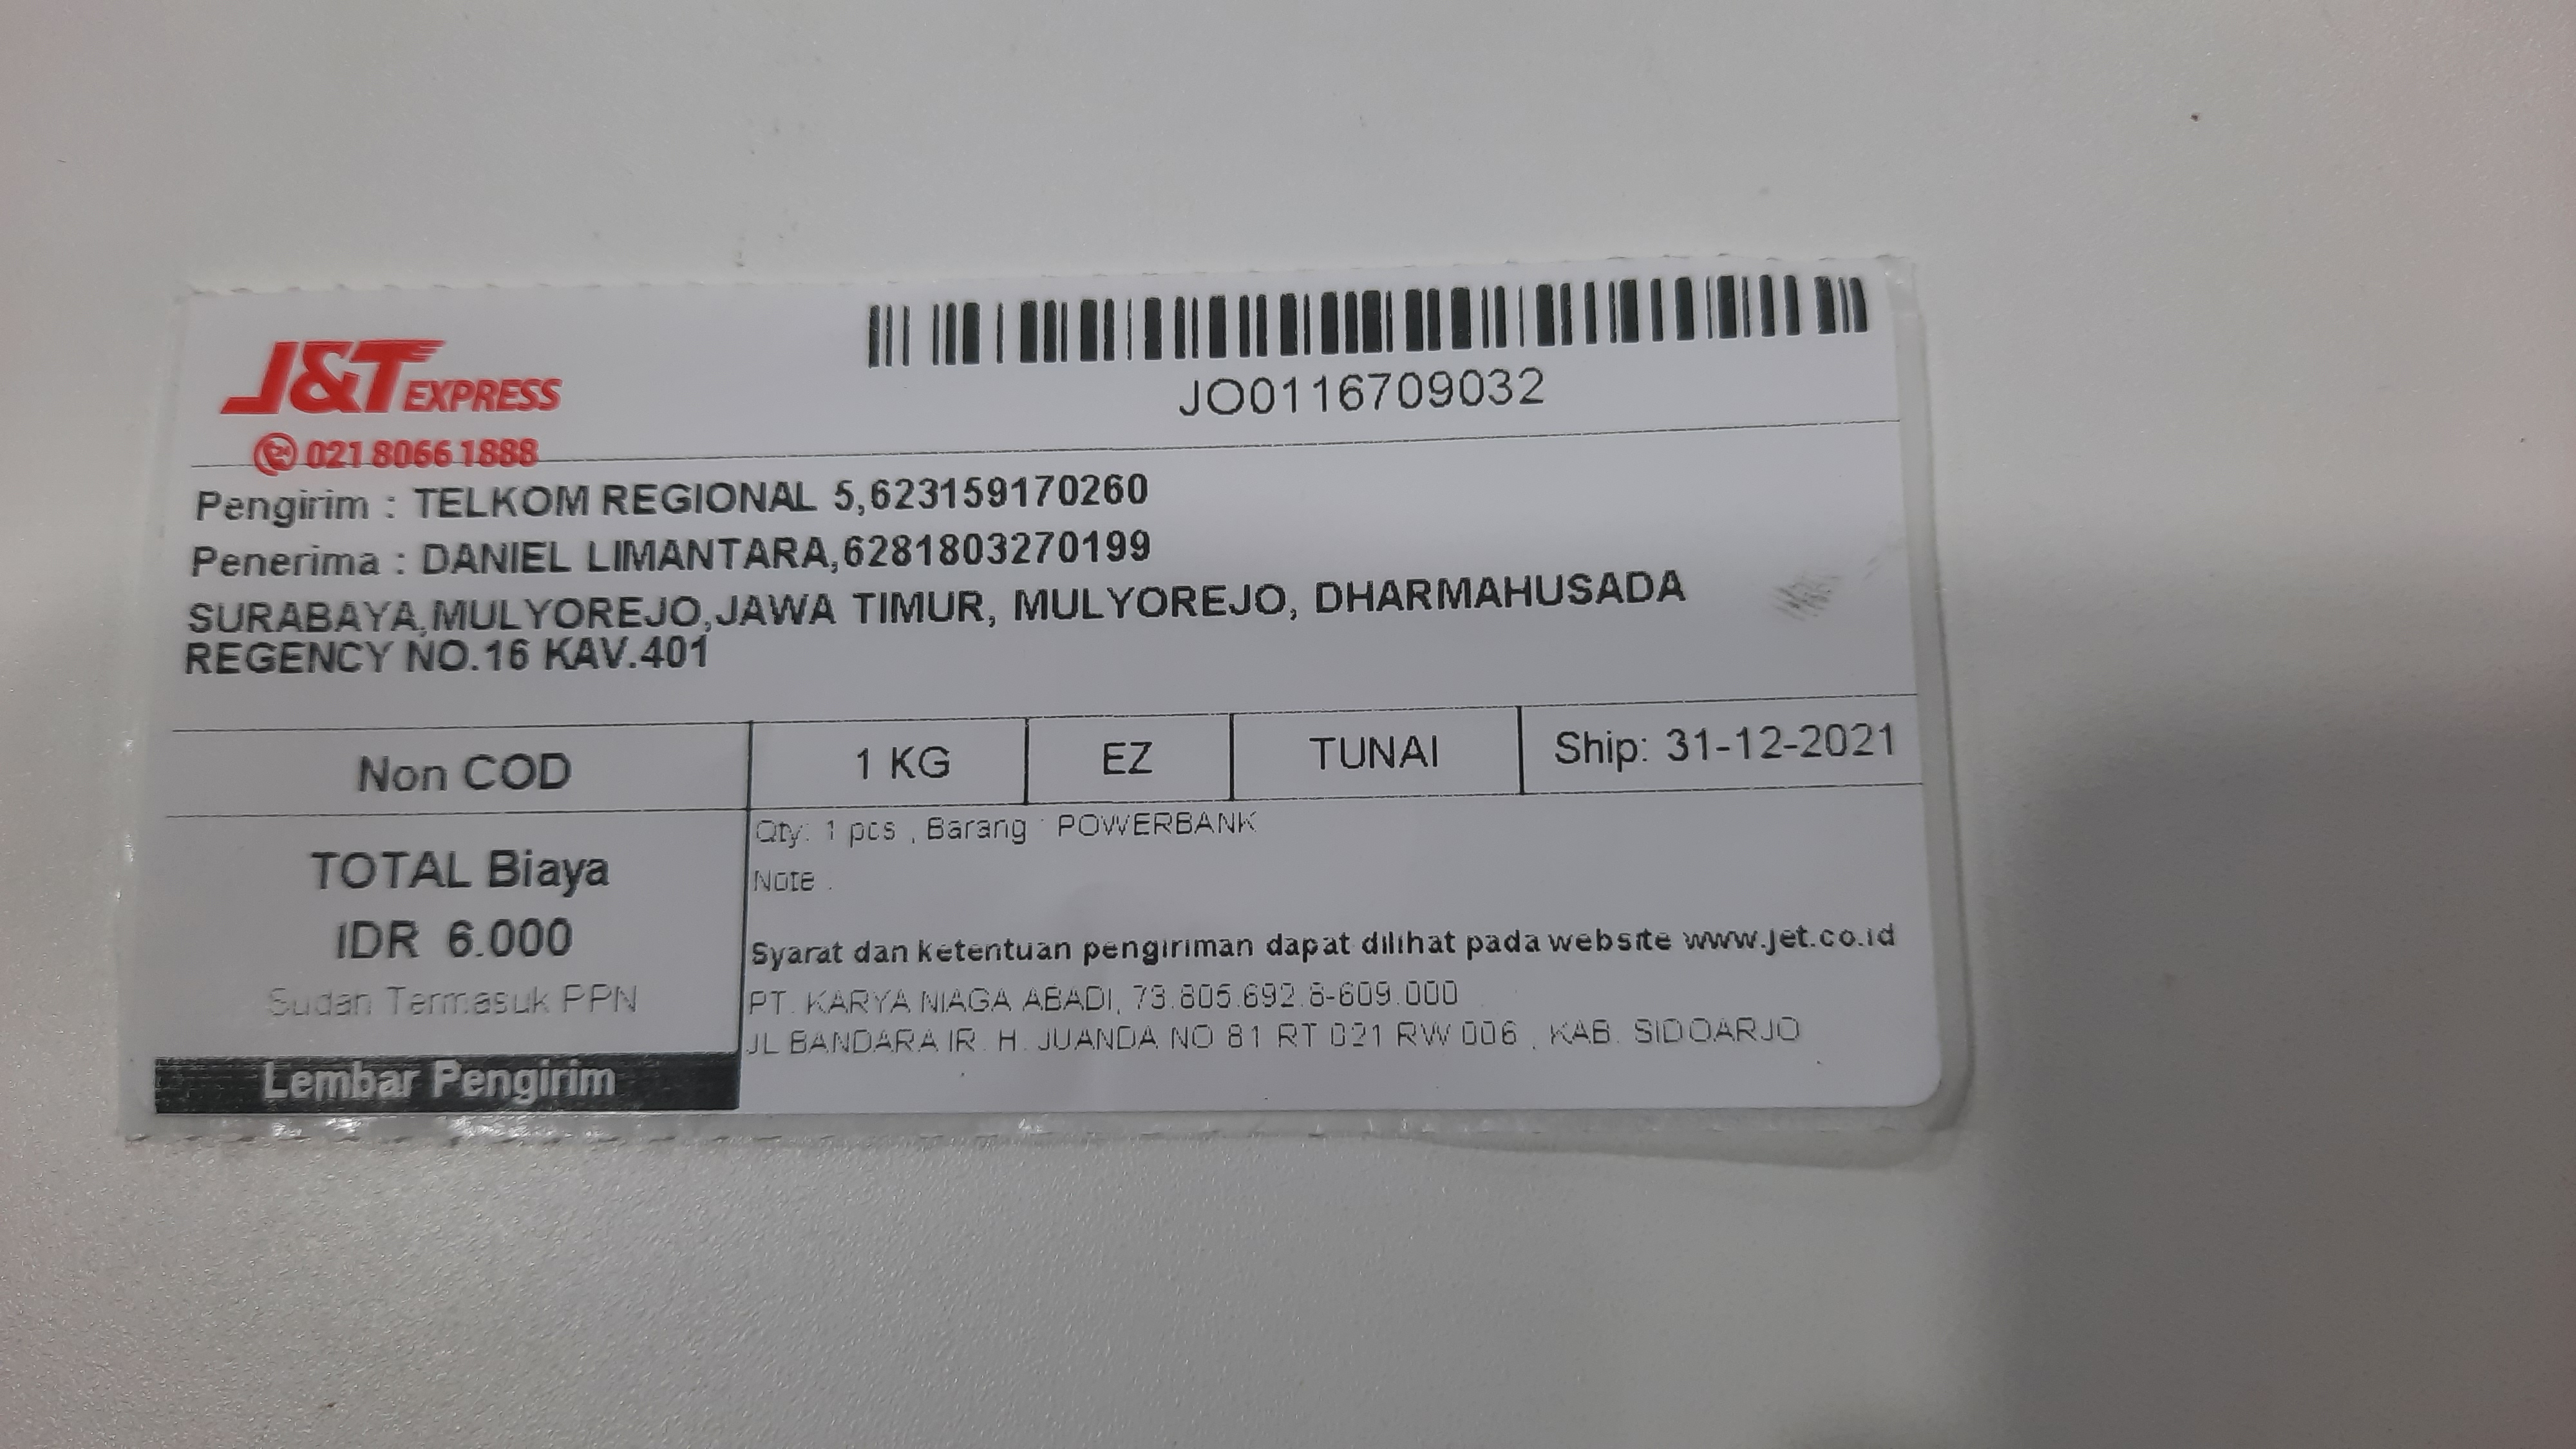 J&T EXPRESS
021 8066 1888
JO0116709032
Pengirim : TELKOM REGIONAL 5,623159170260
Penerima : DANIEL LIMANTARA,6281803270199
SURABAYA,MULYOREJO,JAWA TIMUR, MULYOREJO, DHARMAHUSADA
REGENCY NO.16 KAV.401
Non COD
1 KG
EZ
TUNAI
Ship: 31-12-2021
TOTAL Biaya
IDR 6.000
Sudah Termasuk PPN
Lembar Pengirim
Qty: 1 pcs , Barang : POWERBANK
Note :
Syarat dan ketentuan pengiriman dapat dilihat pada website www.jet.co.id
PT. KARYA NIAGA ABADI, 73.805.692.8-609.000
JL BANDARA IR. H. JUANDA NO 81 RT 021 RW 006 , KAB. SIDOARJO